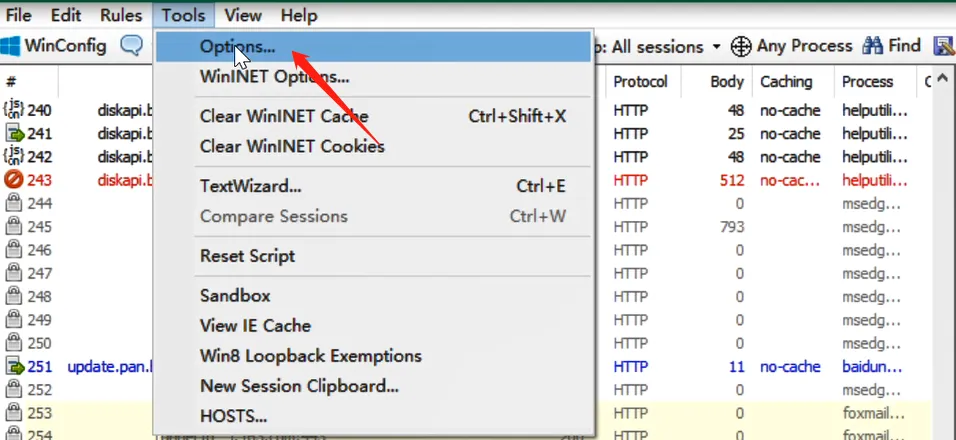 File Edit Rules Tools View Help
WinConfig Options... All sessions Any Process Find
WinINET Options...
# Protocol Body Caching Process
240 diskapi.b Clear WinINET Cache Ctrl+Shift+X HTTP 48 no-cache helputili...
241 diskapi.b HTTP 25 no-cache helputili...
242 diskapi.b Clear WinINET Cookies HTTP 48 no-cache helputili...
243 diskapi.b TextWizard... Ctrl+E HTTP 512 no-cac... helputili...
244 HTTP 0 msedg...
245 Compare Sessions Ctrl+W HTTP 793 msedg...
246 Reset Script HTTP 0 msedg...
247 HTTP 0 msedg...
248 Sandbox HTTP 0 msedg...
249 View IE Cache HTTP 0 msedg...
250 HTTP 0 msedg...
251 update.pan.l Win8 Loopback Exemptions HTTP 11 no-cache baidun...
252 New Session Clipboard... HTTP 0 msedg...
253 HOSTS... HTTP 0 foxmail...
254 HTTP 0 foxmail...